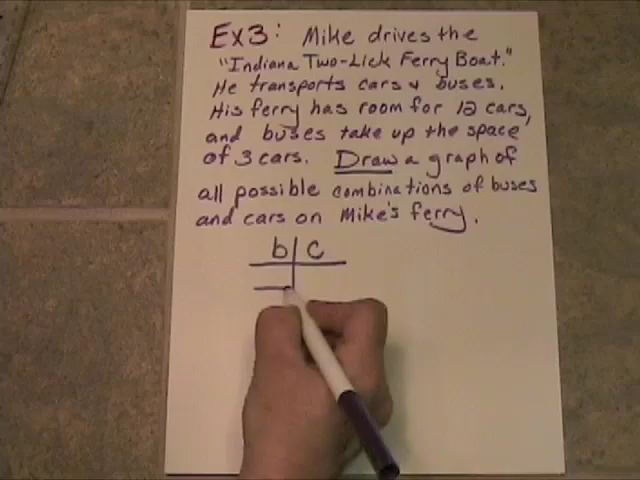 Ex3: Mike drives the
"Indiana Two-Lick Ferry Boat."
He transports cars & buses.
His ferry has room for 12 cars,
and buses take up the space
of 3 cars. Draw a graph of
all possible combinations of buses
and cars on Mike's ferry.
b | c